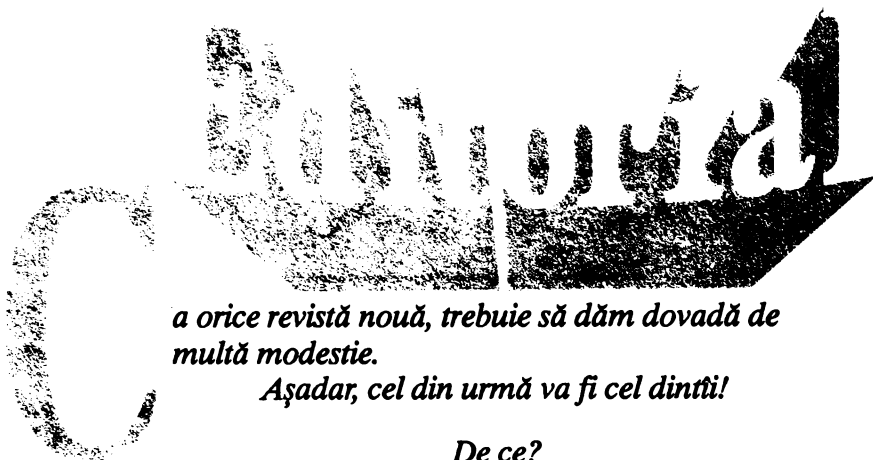 Editorial
Ca orice revistă nouă, trebuie să dăm dovadă de
multă modestie.
Așadar, cel din urmă va fi cel dintîi!
De ce?